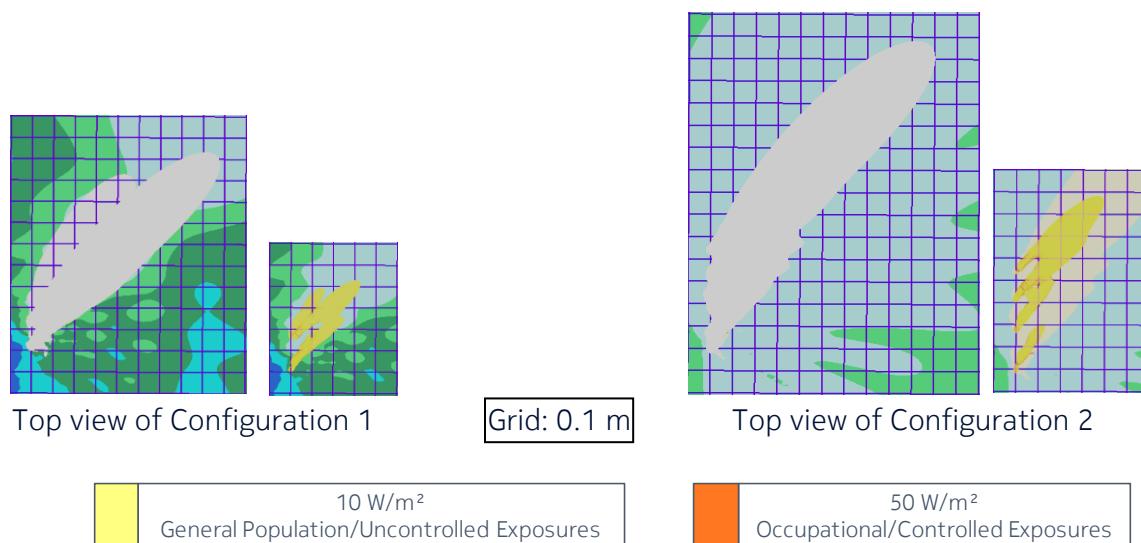 Top view of Configuration 1
Grid: 0.1 m
Top view of Configuration 2
10 W/m²
General Population/Uncontrolled Exposures
50 W/m²
Occupational/Controlled Exposures